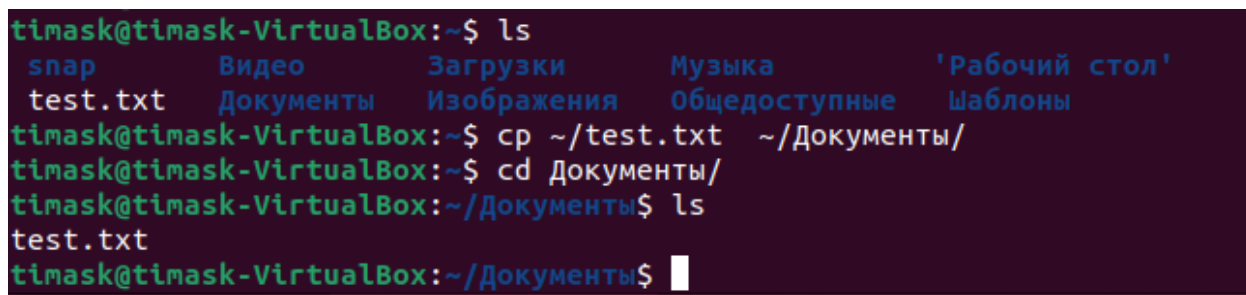 timask@timask-VirtualBox:~$ ls
snap Видео Загрузки Музыка 'Рабочий стол'
test.txt Документы Изображения Общедоступные Шаблоны
timask@timask-VirtualBox:~$ cp ~/test.txt  ~/Документы/
timask@timask-VirtualBox:~$ cd Документы/
timask@timask-VirtualBox:~/Документы$ ls
test.txt
timask@timask-VirtualBox:~/Документы$